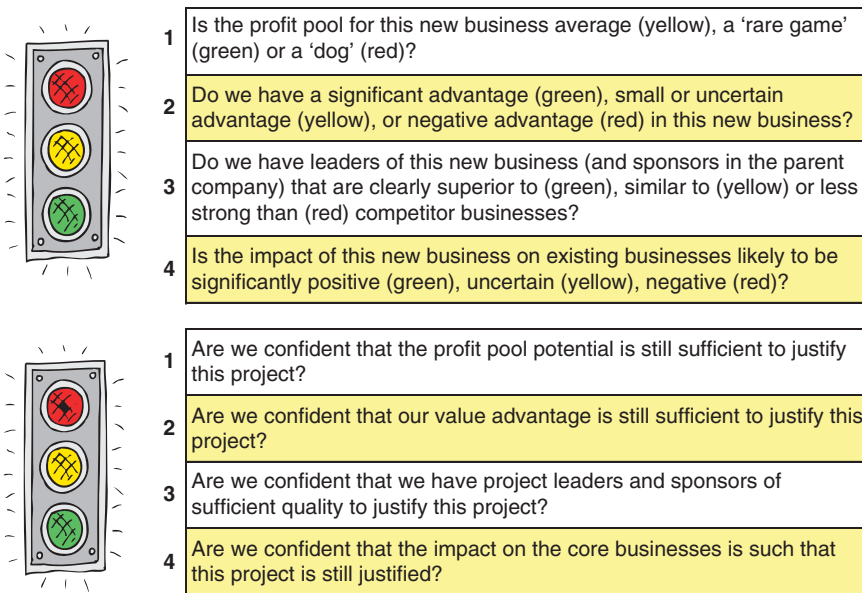 1
Is the profit pool for this new business average (yellow), a ‘rare game’
(green) or a ‘dog’ (red)?
2
Do we have a significant advantage (green), small or uncertain
advantage (yellow), or negative advantage (red) in this new business?
3
Do we have leaders of this new business (and sponsors in the parent
company) that are clearly superior to (green), similar to (yellow) or less
strong than (red) competitor businesses?
4
Is the impact of this new business on existing businesses likely to be
significantly positive (green), uncertain (yellow), negative (red)?
1
Are we confident that the profit pool potential is still sufficient to justify
this project?
2
Are we confident that our value advantage is still sufficient to justify this
project?
3
Are we confident that we have project leaders and sponsors of
sufficient quality to justify this project?
4
Are we confident that the impact on the core businesses is such that
this project is still justified?